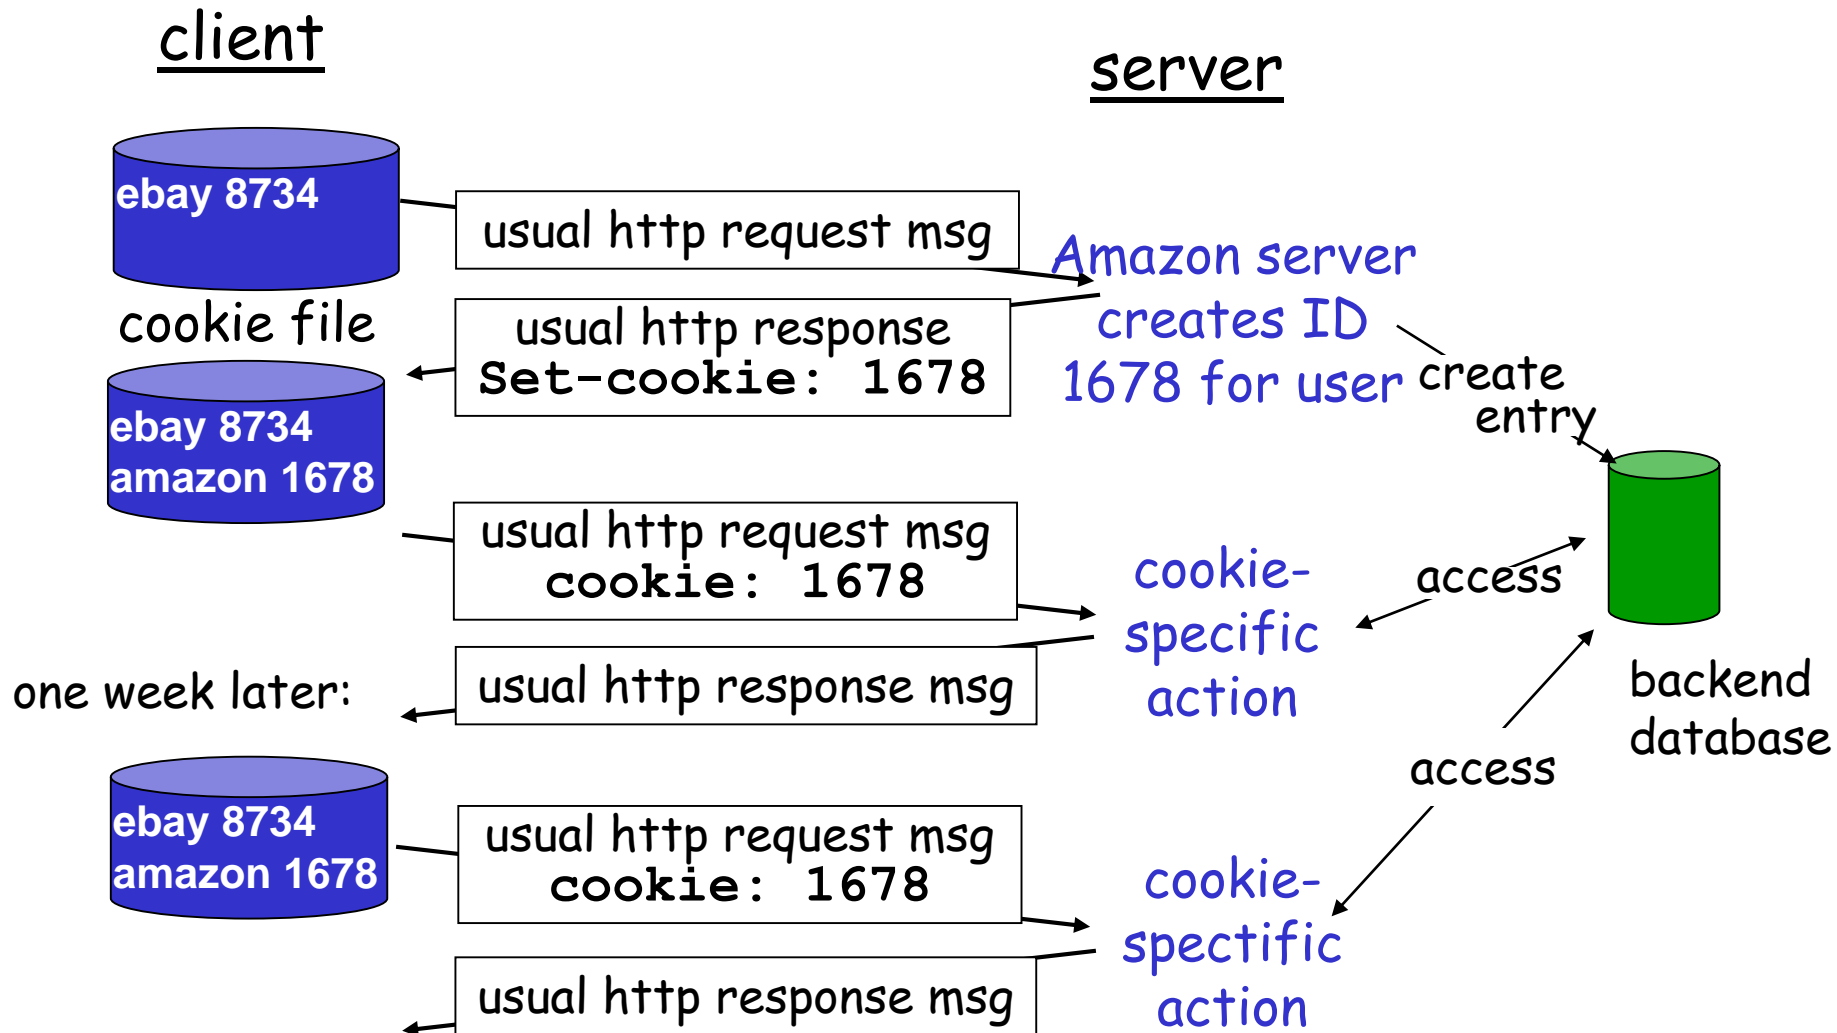 client
server
ebay 8734
usual http request msg
Amazon server
creates ID
1678 for user
cookie file
usual http response
Set-cookie: 1678
create
entry
ebay 8734
amazon 1678
usual http request msg
cookie: 1678
cookie-
specific
action
access
usual http response msg
one week later:
backend
database
access
ebay 8734
amazon 1678
usual http request msg
cookie: 1678
cookie-
spectific
action
usual http response msg